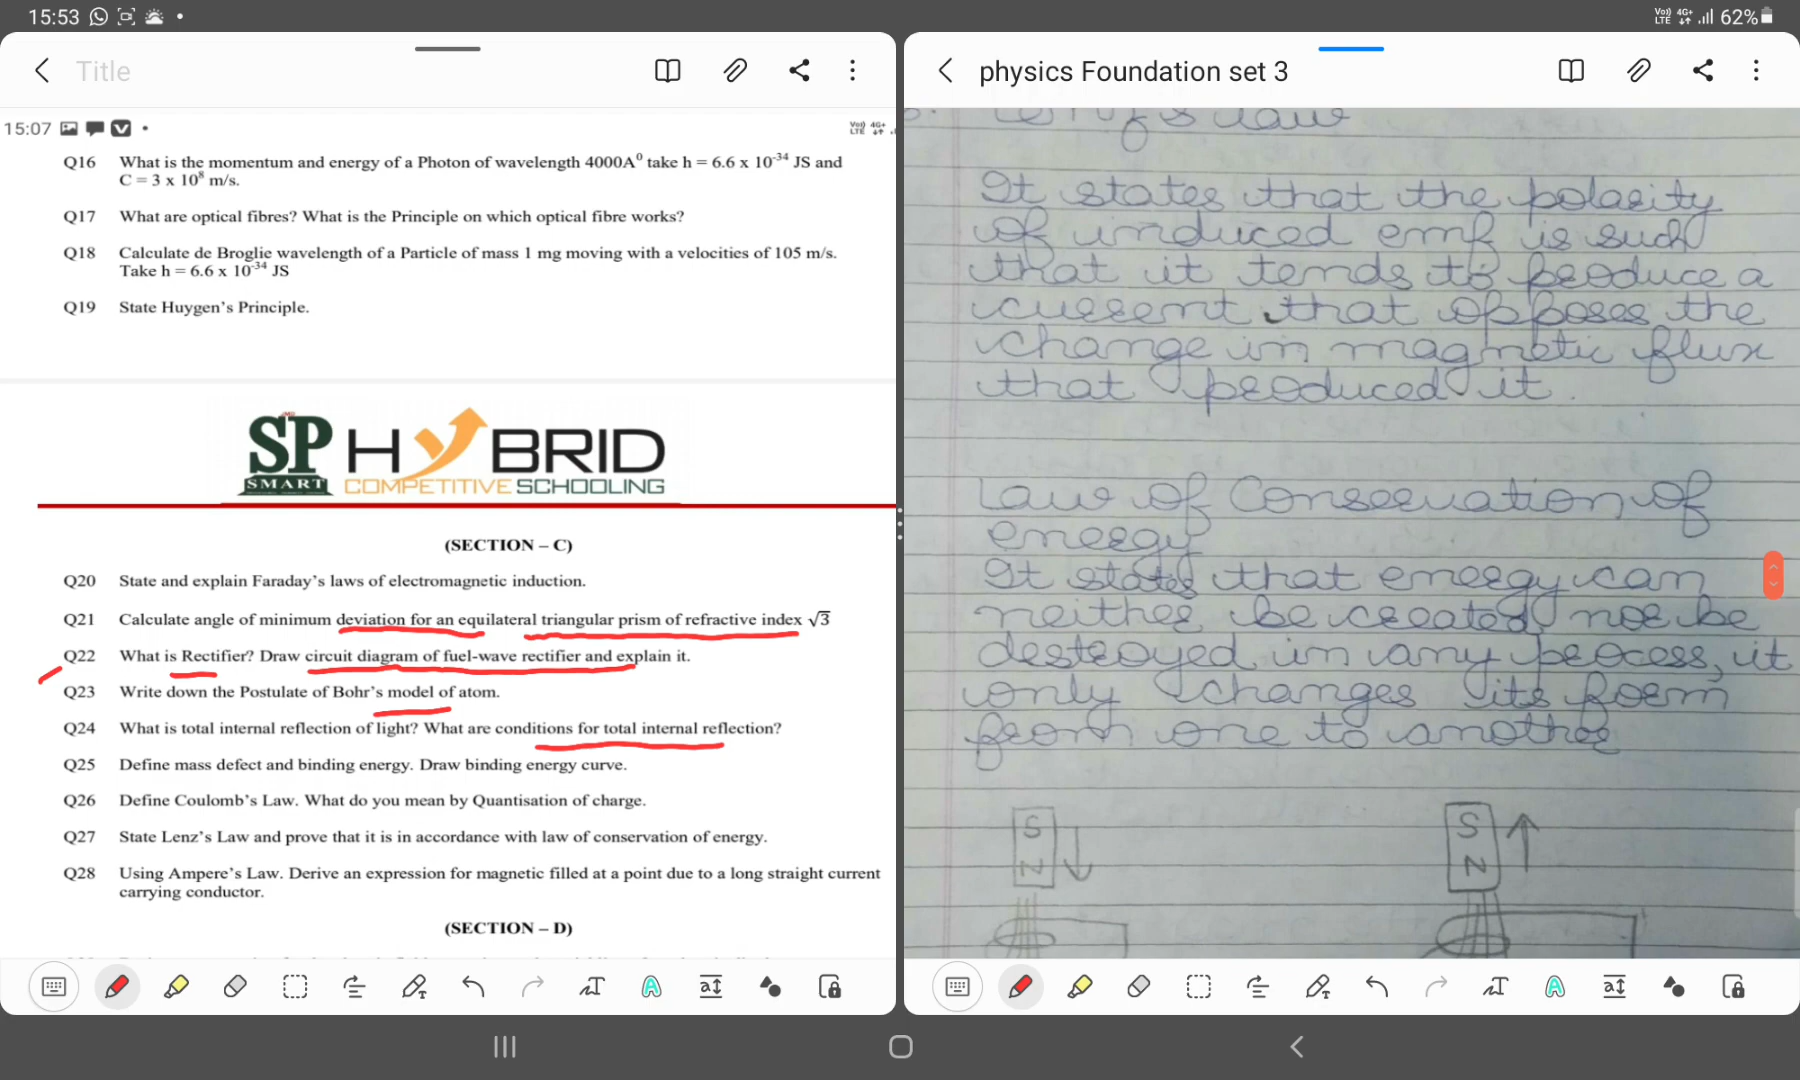 15:53
Vo)) LTE 4G+ 62%
Title
15:07
Vo)) LTE 4G+
Q16 What is the momentum and energy of a Photon of wavelength 4000A⁰ take h = 6.6 x 10⁻³⁴ JS and
C = 3 x 10⁸ m/s.
Q17 What are optical fibres? What is the Principle on which optical fibre works?
Q18 Calculate de Broglie wavelength of a Particle of mass 1 mg moving with a velocities of 105 m/s.
Take h = 6.6 x 10⁻³⁴ JS
Q19 State Huygen's Principle.
SP
SMART
HYBRID
COMPETITIVE SCHOOLING
(SECTION – C)
Q20 State and explain Faraday's laws of electromagnetic induction.
Q21 Calculate angle of minimum deviation for an equilateral triangular prism of refractive index √3
Q22 What is Rectifier? Draw circuit diagram of fuel-wave rectifier and explain it.
Q23 Write down the Postulate of Bohr's model of atom.
Q24 What is total internal reflection of light? What are conditions for total internal reflection?
Q25 Define mass defect and binding energy. Draw binding energy curve.
Q26 Define Coulomb's Law. What do you mean by Quantisation of charge.
Q27 State Lenz's Law and prove that it is in accordance with law of conservation of energy.
Q28 Using Ampere's Law. Derive an expression for magnetic filled at a point due to a long straight current
carrying conductor.
(SECTION – D)
physics Foundation set 3
It states that the polarity
of induced emf is such
that it tends to produce a
current that opposes the
change in magnetic flux
that produced it.
Law of Conservation of
energy
It states that energy can
neither be created nor be
destroyed in any process, it
only changes its form
from one to another
S
N
S
N